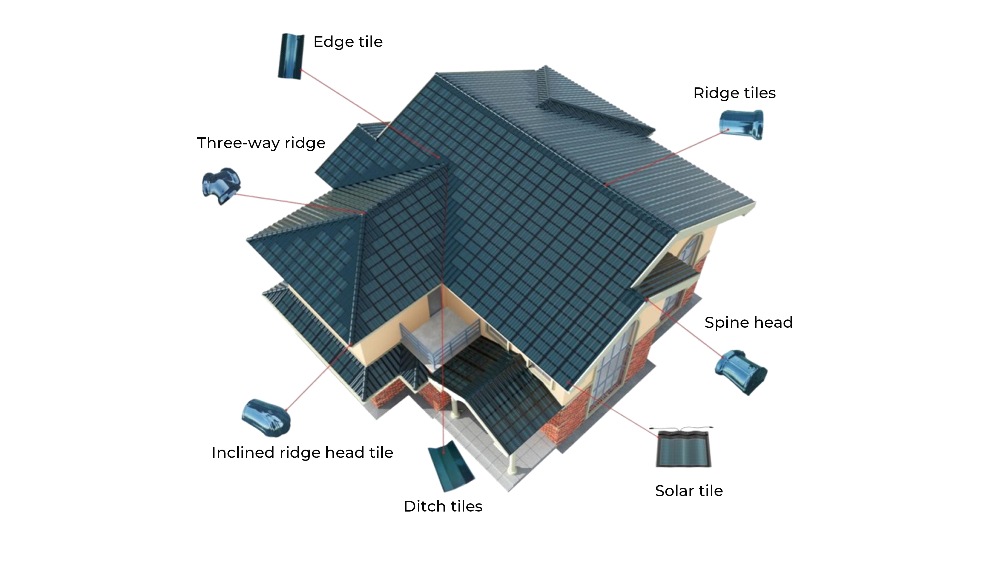 Edge tile
Ridge tiles
Three-way ridge
Spine head
Inclined ridge head tile
Solar tile
Ditch tiles